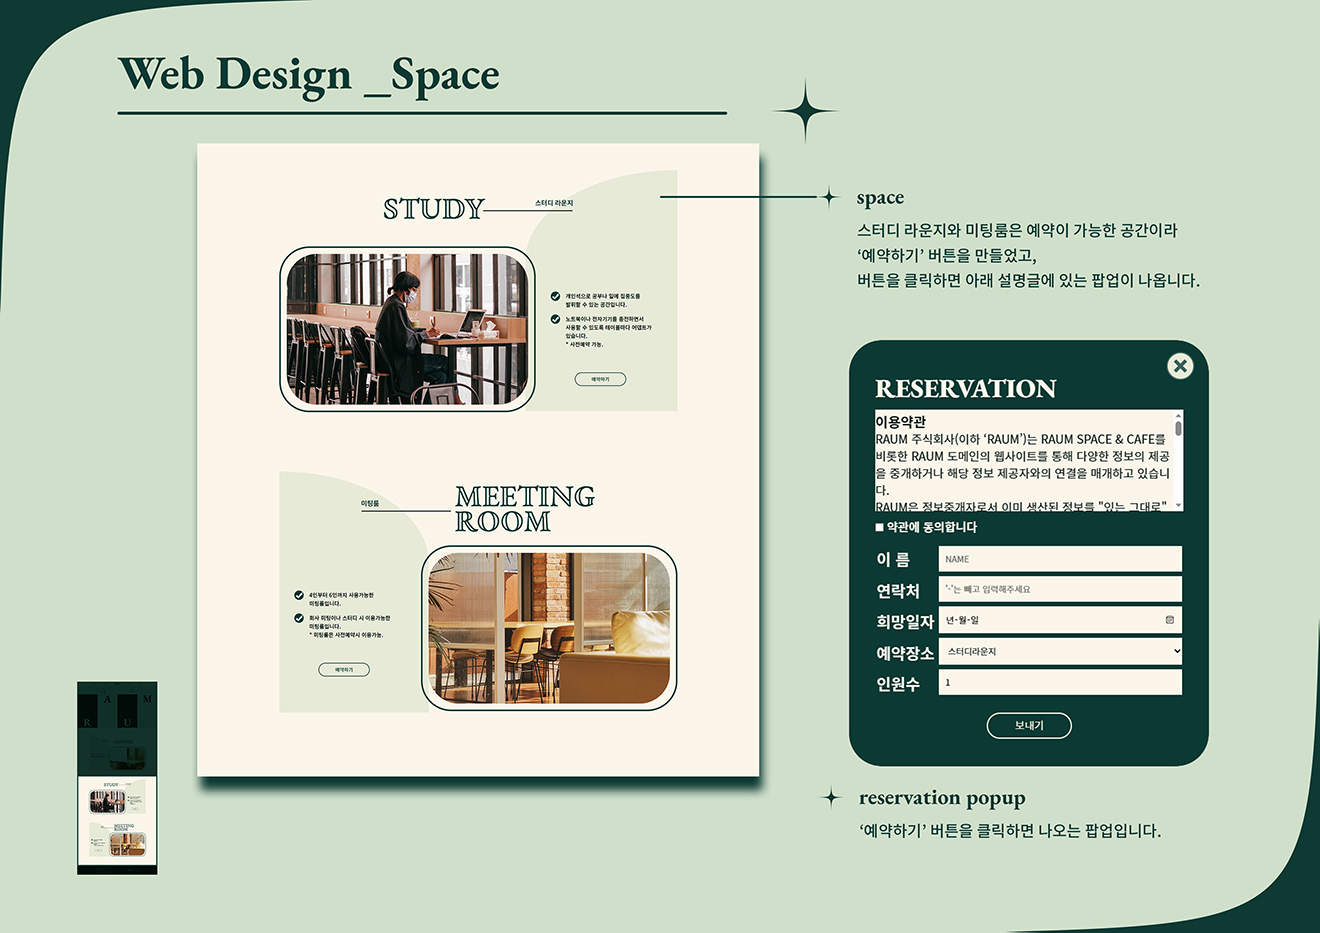 Web Design _Space
STUDY
스터디 라운지
개인석으로 공부나 일에 집중도를
발휘할 수 있는 공간입니다.
노트북이나 전자기기를 충전하면서
사용할 수 있도록 테이블마다 어댑트가
있습니다.
* 사전예약 가능.
예약하기
미팅룸
MEETING
ROOM
4인부터 6인까지 사용가능한
미팅룸입니다.
회사 미팅이나 스터디 시 이용가능한
미팅룸입니다.
* 회의룸은 사전예약시 이용가능.
예약하기
space
스터디 라운지와 미팅룸은 예약이 가능한 공간이라
‘예약하기’ 버튼을 만들었고,
버튼을 클릭하면 아래 설명글에 있는 팝업이 나옵니다.
RESERVATION
이용약관
RAUM 주식회사(이하 ‘RAUM’)는 RAUM SPACE & CAFE를
비롯한 RAUM 도메인의 웹사이트를 통해 다양한 정보의 제공
을 중개하거나 해당 정보 제공자와의 연결을 매개하고 있습니
다.
RAUM은 정보중개자로서 이미 생산된 정보를 "있는 그대로"
약관에 동의합니다
이 름 NAME
연락처 '-'는 빼고 입력해주세요
희망일자 년-월-일
예약장소 스터디라운지
인원수 1
보내기
reservation popup
‘예약하기’ 버튼을 클릭하면 나오는 팝업입니다.
R A U M
STUDY
MEETING
ROOM